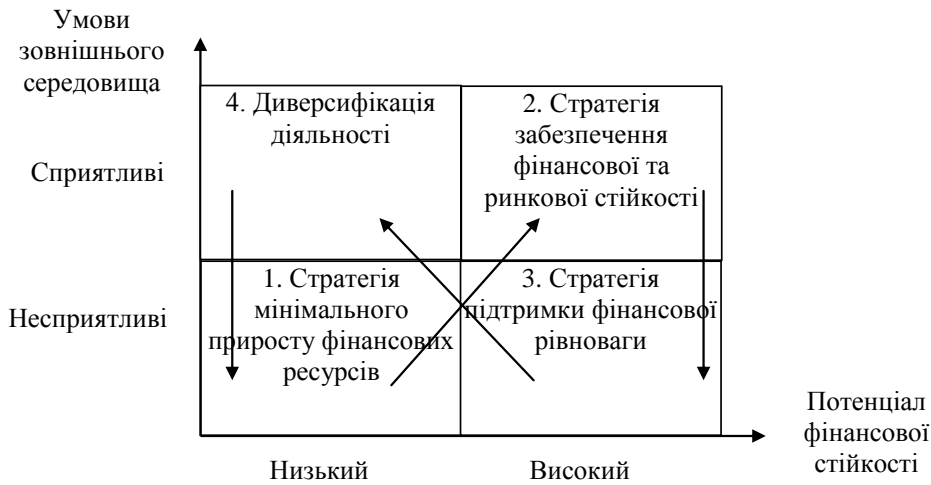 Умови
зовнішнього
середовища
4. Диверсифікація
діяльності
2. Стратегія
забезпечення
фінансової та
ринкової стійкості
Сприятливі
1. Стратегія
мінімального
приросту фінансових
ресурсів
3. Стратегія
підтримки фінансової
рівноваги
Несприятливі
Низький
Високий
Потенціал
фінансової
стійкості